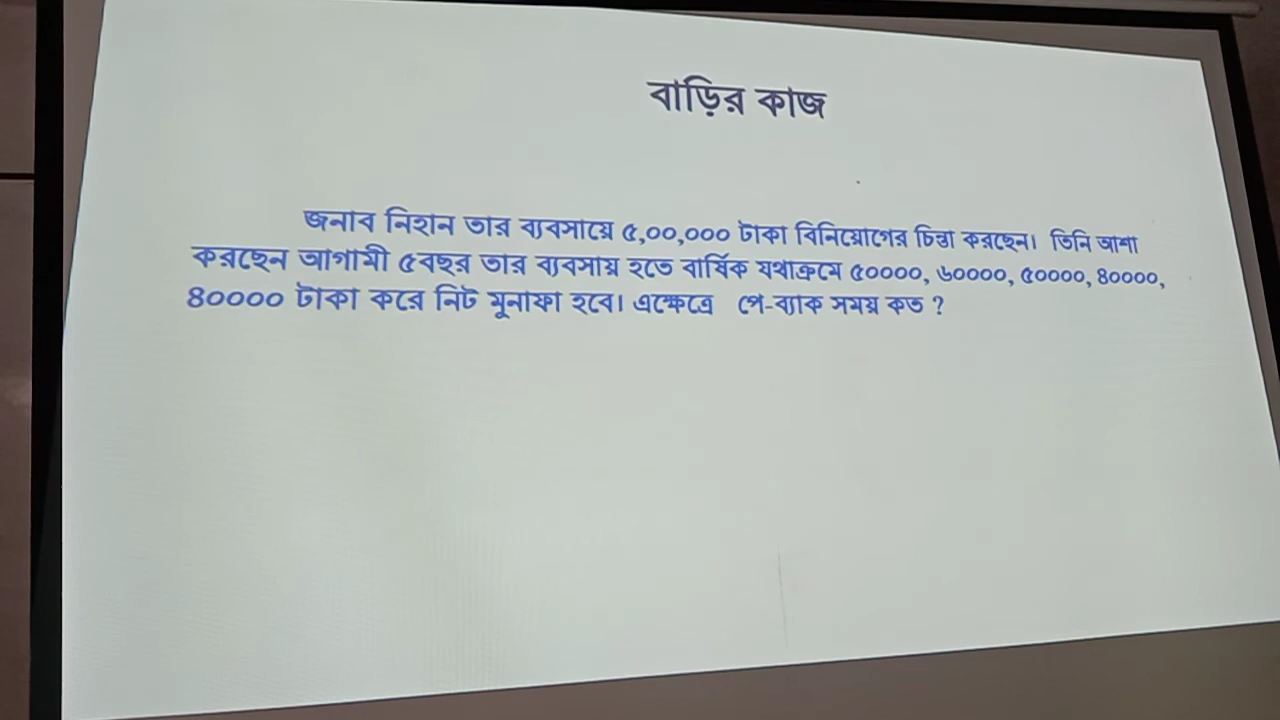 বাড়ির কাজ
জনাব নিহান তার ব্যবসায়ে ৫,০০,০০০ টাকা বিনিয়োগের চিন্তা করছেন। তিনি আশা
করছেন আগামী ৫বছর তার ব্যবসায় হতে বার্ষিক যথাক্রমে ৫০০০০, ৬০০০০, ৫০০০০, ৪০০০০,
৪০০০০ টাকা করে নিট মূনাফা হবে। এক্ষেত্রে পে-ব্যাক সময় কত ?